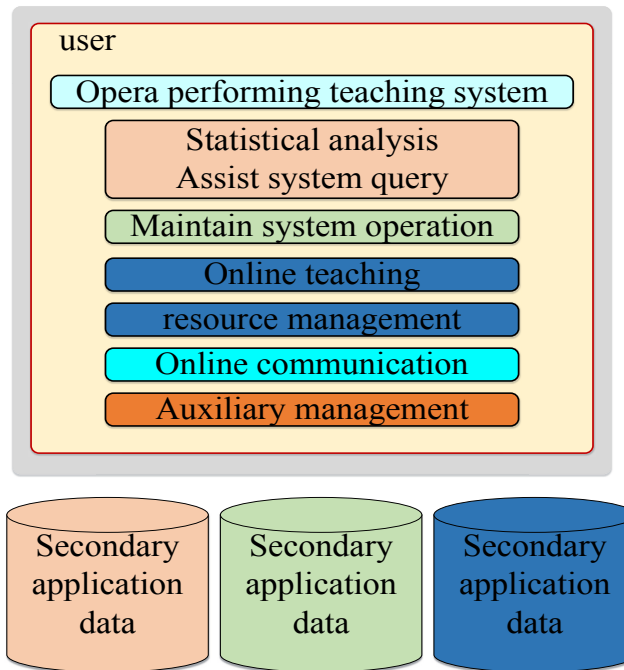 user
Opera performing teaching system
Statistical analysis
Assist system query
Maintain system operation
Online teaching
resource management
Online communication
Auxiliary management
Secondary
application
data
Secondary
application
data
Secondary
application
data